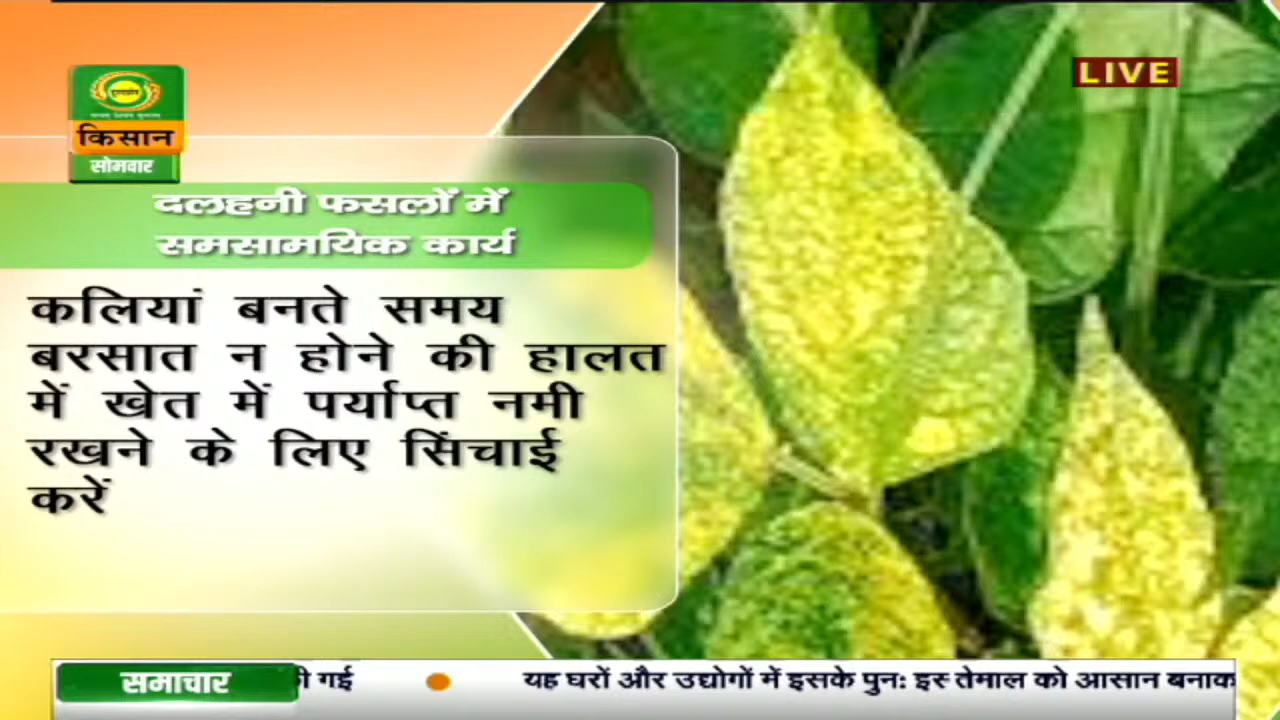 LIVE
किसान
सोमवार
दलहनी फसलों में
समसामयिक कार्य
कलियां बनते समय
बरसात न होने की हालत
में खेत में पर्याप्त नमी
रखने के लिए सिंचाई
करें
समाचार
गई
यह घरों और उद्योगों में इसके पुन: इस्तेमाल को आसान बनाक